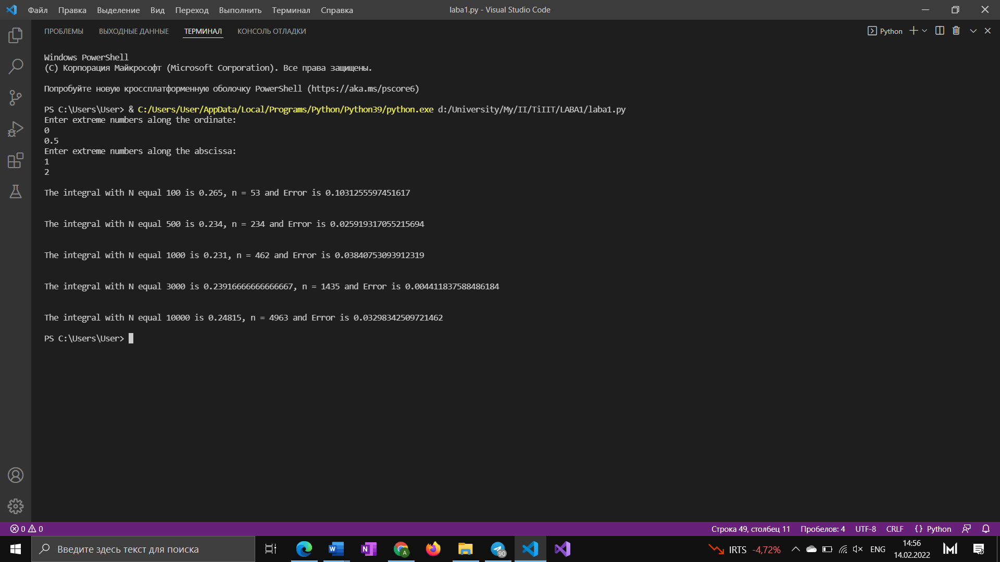 Файл Правка Выделение Вид Переход Выполнить Терминал Справка laba1.py - Visual Studio Code
ПРОБЛЕМЫ ВЫХОДНЫЕ ДАННЫЕ ТЕРМИНАЛ КОНСОЛЬ ОТЛАДКИ Python
Windows PowerShell
(C) Корпорация Майкрософт (Microsoft Corporation). Все права защищены.
Попробуйте новую кроссплатформенную оболочку PowerShell (https://aka.ms/pscore6)
PS C:\Users\User> & C:/Users/User/AppData/Local/Programs/Python/Python39/python.exe d:/University/My/II/TiIIT/LABA1/laba1.py
Enter extreme numbers along the ordinate:
0
0.5
Enter extreme numbers along the abscissa:
1
2
The integral with N equal 100 is 0.265, n = 53 and Error is 0.1031255597451617
The integral with N equal 500 is 0.234, n = 234 and Error is 0.025919317055215694
The integral with N equal 1000 is 0.231, n = 462 and Error is 0.03840753093912319
The integral with N equal 3000 is 0.23916666666666667, n = 1435 and Error is 0.004411837588486184
The integral with N equal 10000 is 0.24815, n = 4963 and Error is 0.03298342509721462
PS C:\Users\User>
0 0 Строка 49, столбец 11 Пробелов: 4 UTF-8 CRLF {} Python
Введите здесь текст для поиска 90 IRTS -4,72% ENG 14:56
14.02.2022